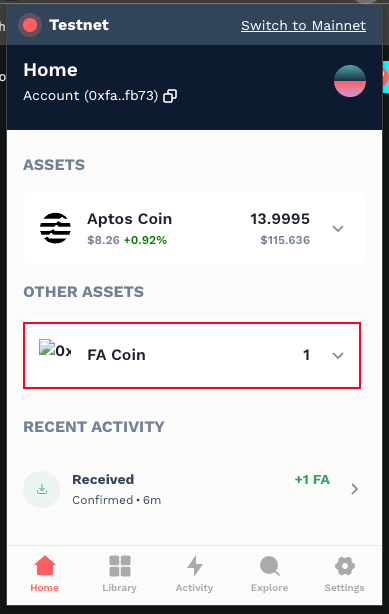 Testnet
Switch to Mainnet
Home
Account (0xfa..fb73)
ASSETS
Aptos Coin
13.9995
$8.26 +0.92%
$115.636
OTHER ASSETS
0x
FA Coin
1
RECENT ACTIVITY
Received
+1 FA
Confirmed • 6m
Home
Library
Activity
Explore
Settings